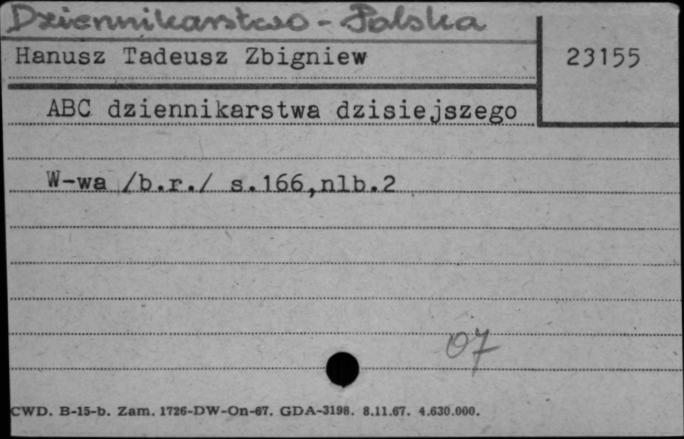 Dziennikarstwo - Polska
Hanusz Tadeusz Zbigniew
23155
ABC dziennikarstwa dzisiejszego
W-wa /b.r./ s.166,nlb.2
07
CWD. B-15-b. Zam. 1726-DW-On-67. GDA-3198. 8.11.67. 4.630.000.